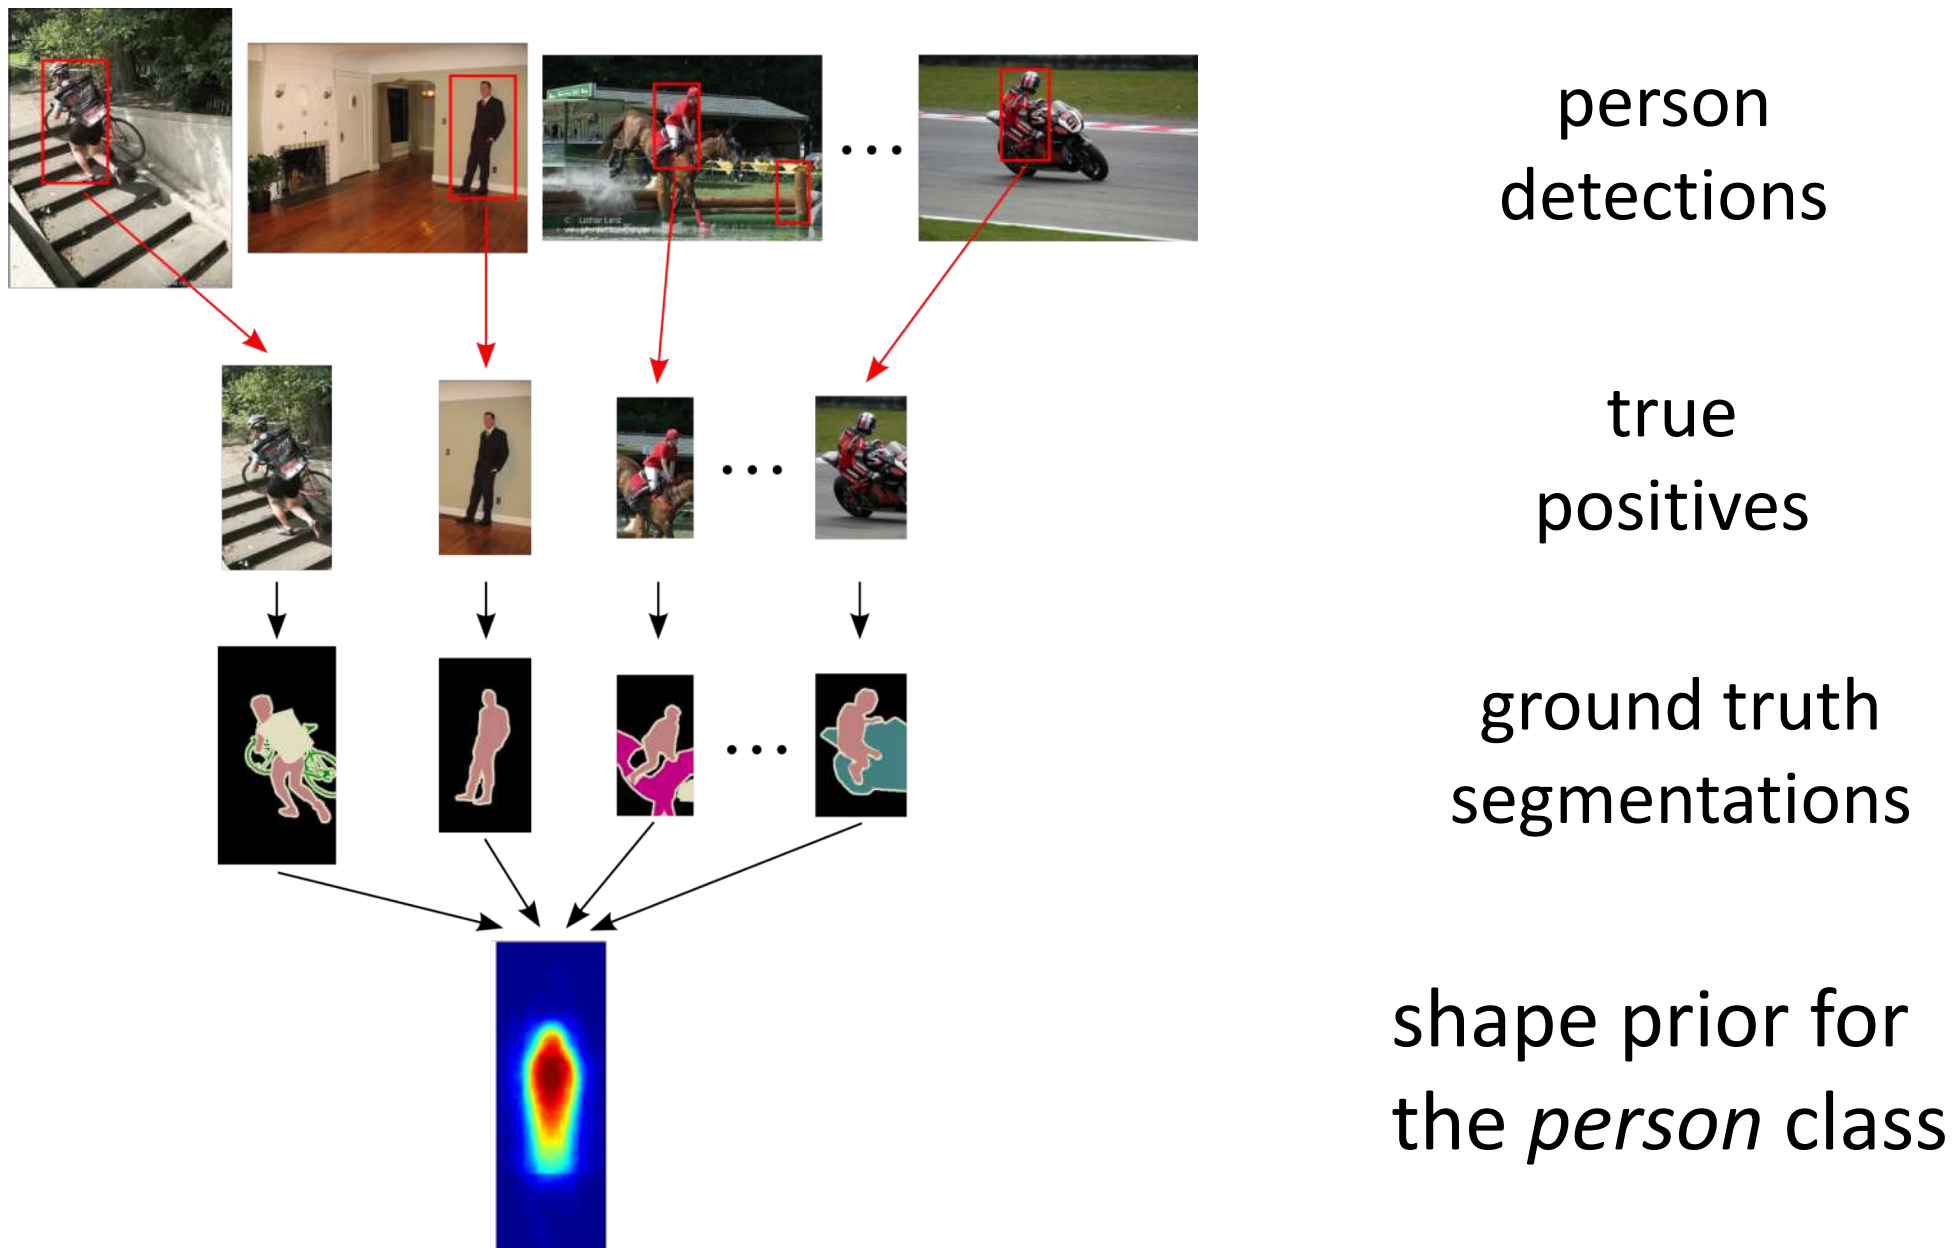 person
detections
true
positives
ground truth
segmentations
shape prior for
the person class